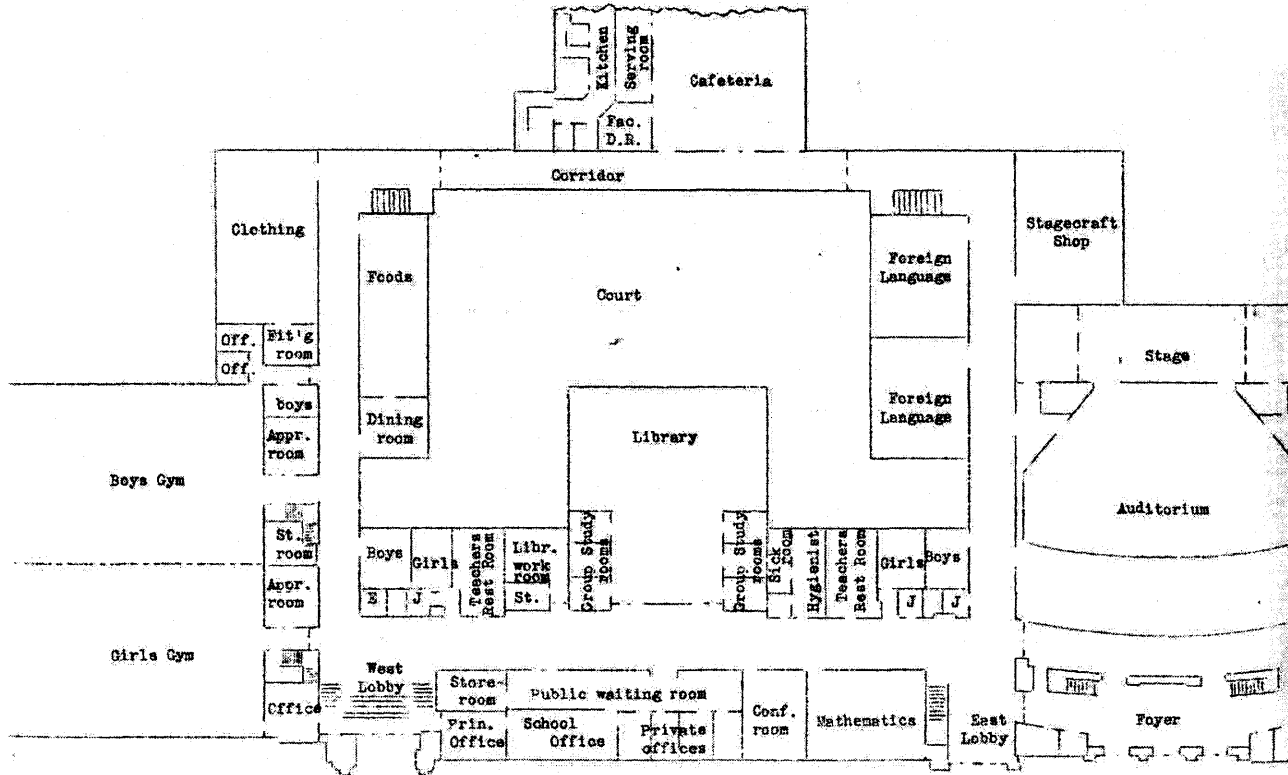 Kitchen
Serving
room
Cafeteria
Fac.
D.R.
Corridor
Clothing
Foods
Court
Foreign
Language
Stagecraft
Shop
Off.
Fit'g
room
Off.
Stage
boys
Appr.
room
Dining
room
Library
Foreign
Language
Boys Gym
Auditorium
St.
room
Boys
Girls
Teachers
Rest Room
Libr.
work
room
St.
Group Study
rooms
Group Study
rooms
Sick
room
Hygienist
Teachers
Rest Room
Girls
Boys
Appr.
room
J
J
J
Girls Gym
West
Lobby
Store-
room
Public waiting room
Office
Prin.
Office
School
Office
Private
offices
Conf.
room
Mathematics
East
Lobby
Foyer